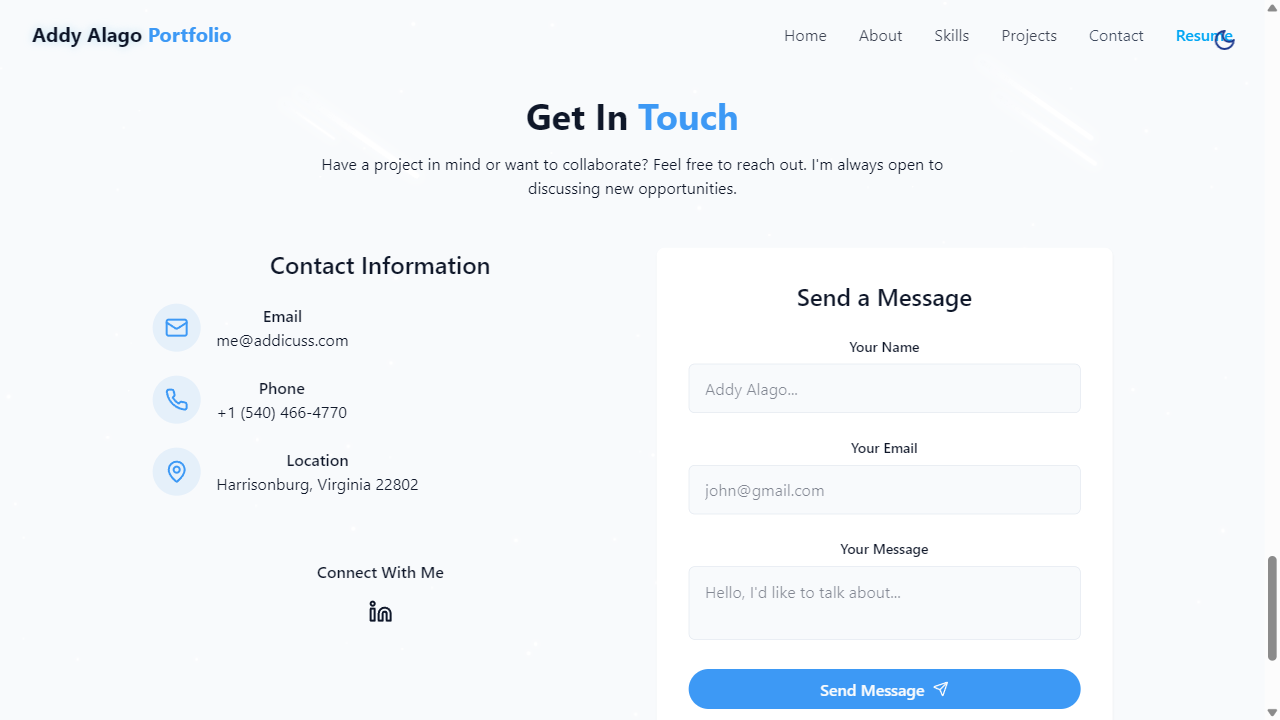 Addy Alago Portfolio
Home About Skills Projects Contact Resume
Get In Touch
Have a project in mind or want to collaborate? Feel free to reach out. I'm always open to
discussing new opportunities.
Contact Information
Email
me@addicuss.com
Phone
+1 (540) 466-4770
Location
Harrisonburg, Virginia 22802
Connect With Me
Send a Message
Your Name
Addy Alago...
Your Email
john@gmail.com
Your Message
Hello, I'd like to talk about...
Send Message